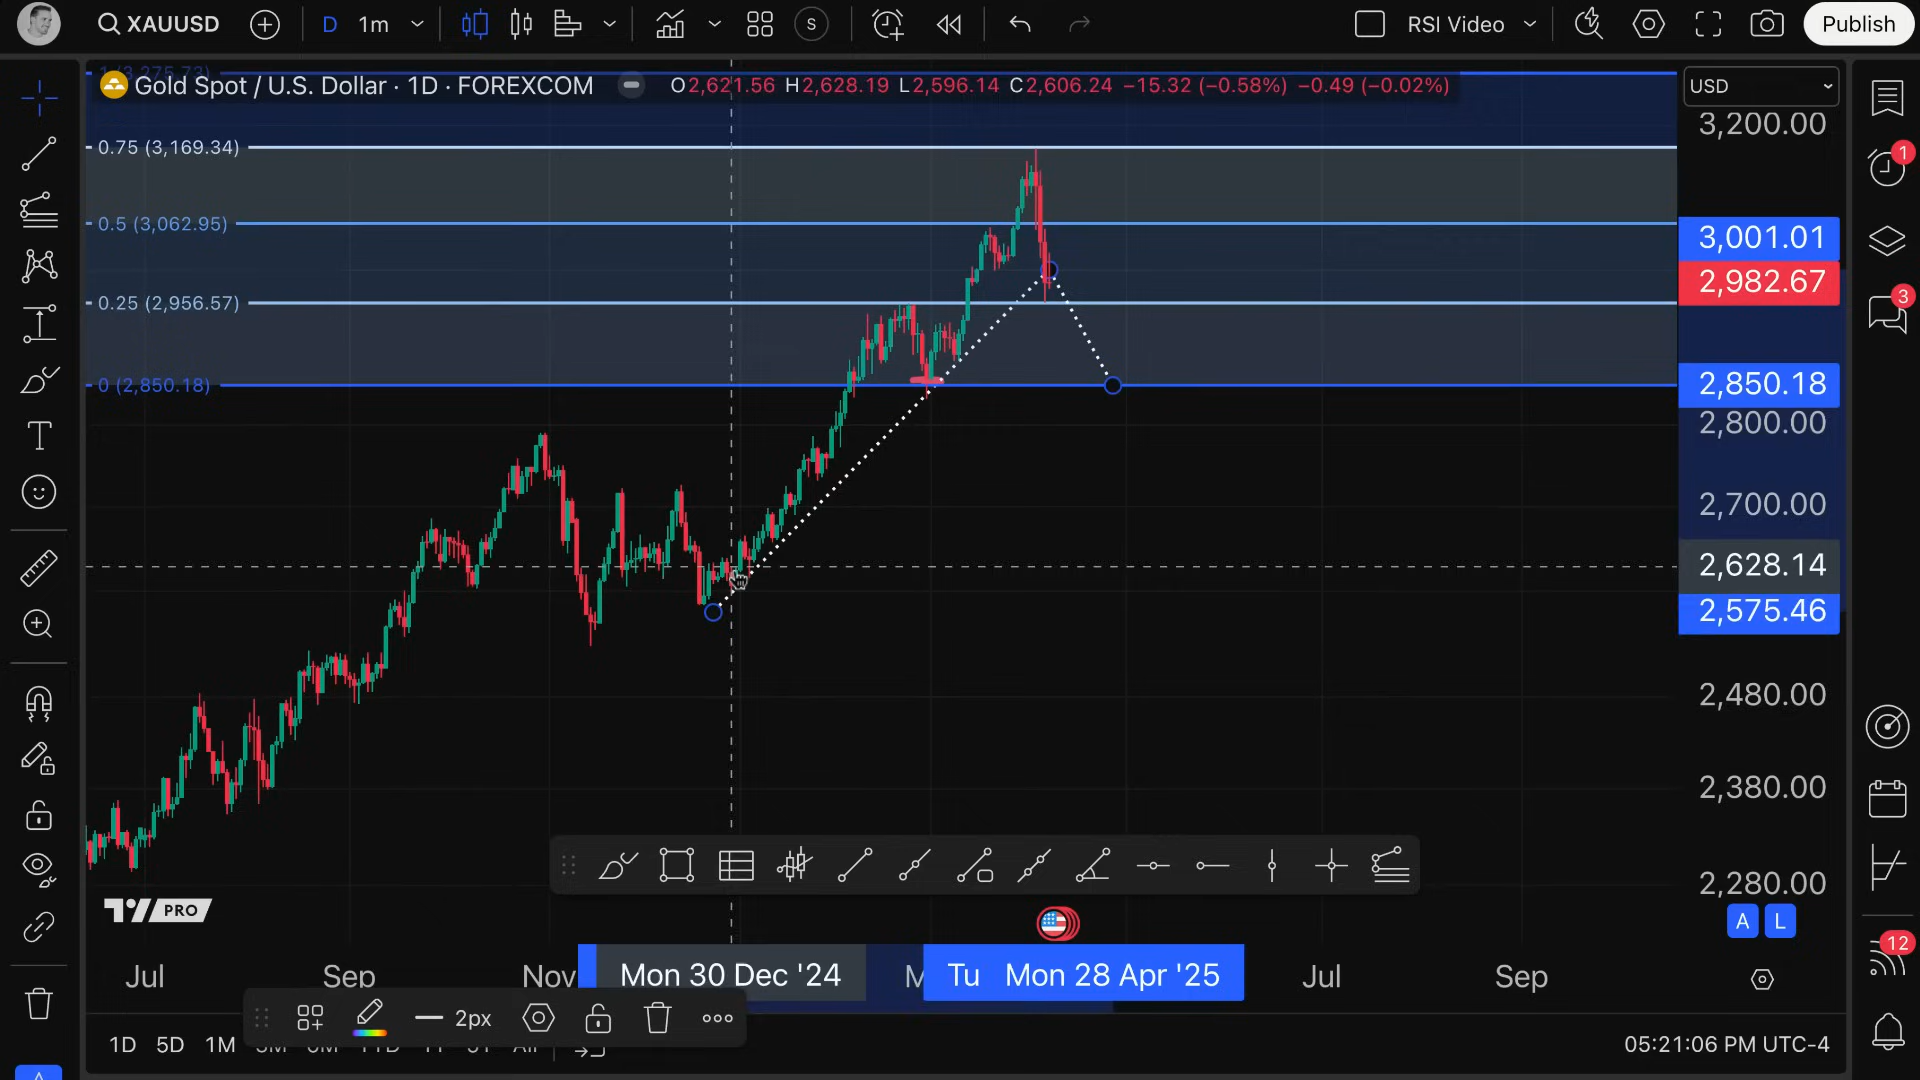 XAUUSD D 1m S RSI Video Publish
1 (3,275.73)
Gold Spot / U.S. Dollar · 1D · FOREXCOM O2,621.56 H2,628.19 L2,596.14 C2,606.24 −15.32 (−0.58%) −0.49 (−0.02%)
USD
3,200.00
0.75 (3,169.34)
1
0.5 (3,062.95)
3,001.01
2,982.67
3
0.25 (2,956.57)
0 (2,850.18)
2,850.18
2,800.00
2,700.00
2,628.14
2,575.46
2,480.00
2,380.00
2,280.00
PRO
A L
12
Jul Sep Nov Mon 30 Dec '24 M Tu Mon 28 Apr '25 Jul Sep
2px
1D 5D 1M
05:21:06 PM UTC-4